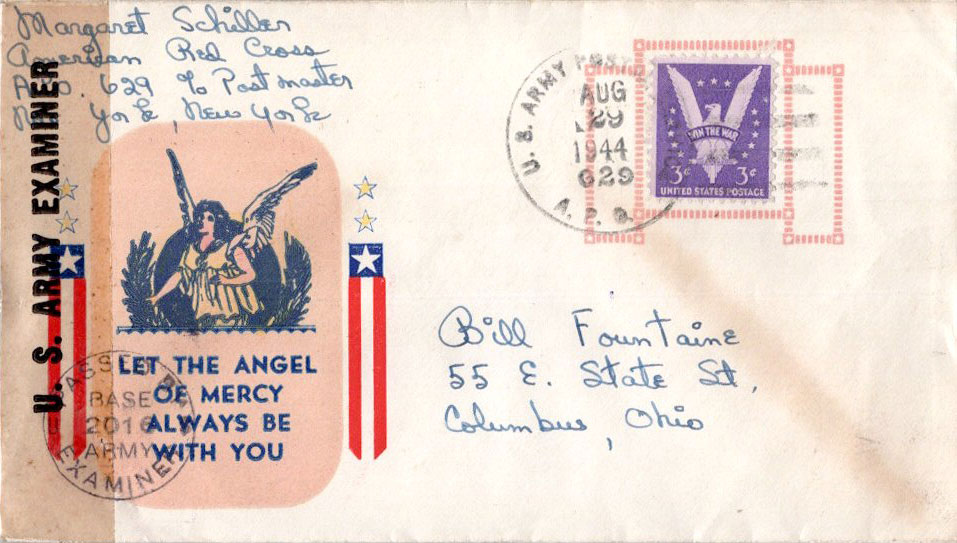 Margaret Schiller
American Red Cross
A.P.O. 629 % Postmaster
New York, New York
U. S. ARMY EXAMINER
U. S. ARMY POSTAL
AUG
29
1944
629
A. P. O.
WIN THE WAR
3¢ 3¢
UNITED STATES POSTAGE
LET THE ANGEL
OF MERCY
ALWAYS BE
WITH YOU
PASSED BY
BASE
2016
ARMY
EXAMINER
Bill Fountaine
55 E. State St.
Columbus, Ohio